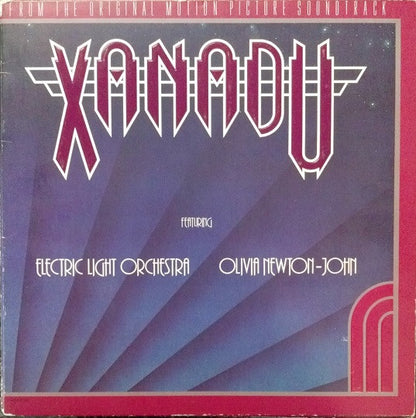 FROM THE ORIGINAL MOTION PICTURE SOUNDTRACK
XANADU
FEATURING
ELECTRIC LIGHT ORCHESTRA OLIVIA NEWTON-JOHN